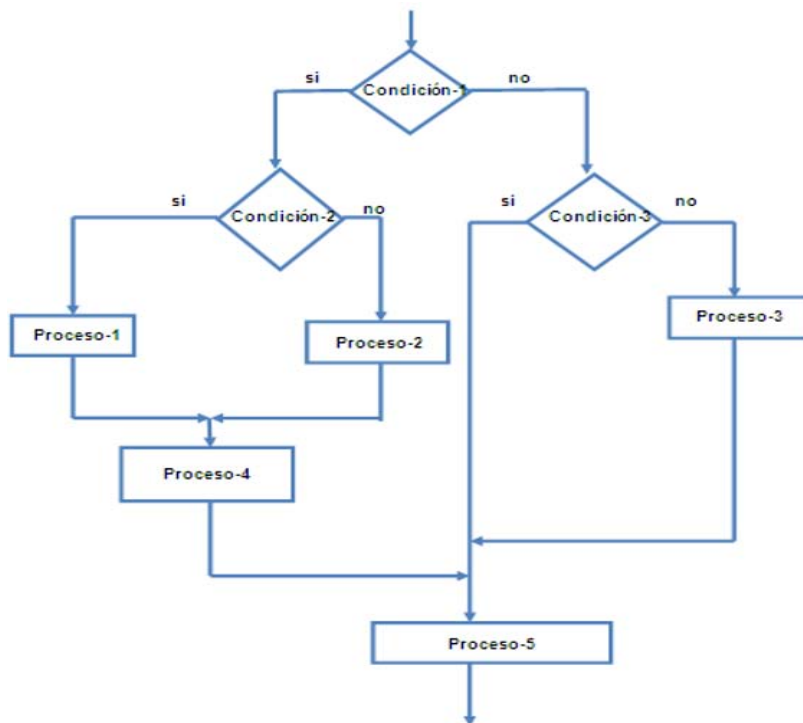 si
no
Condición-1
si
no
Condición-2
si
no
Condición-3
Proceso-1
Proceso-2
Proceso-3
Proceso-4
Proceso-5